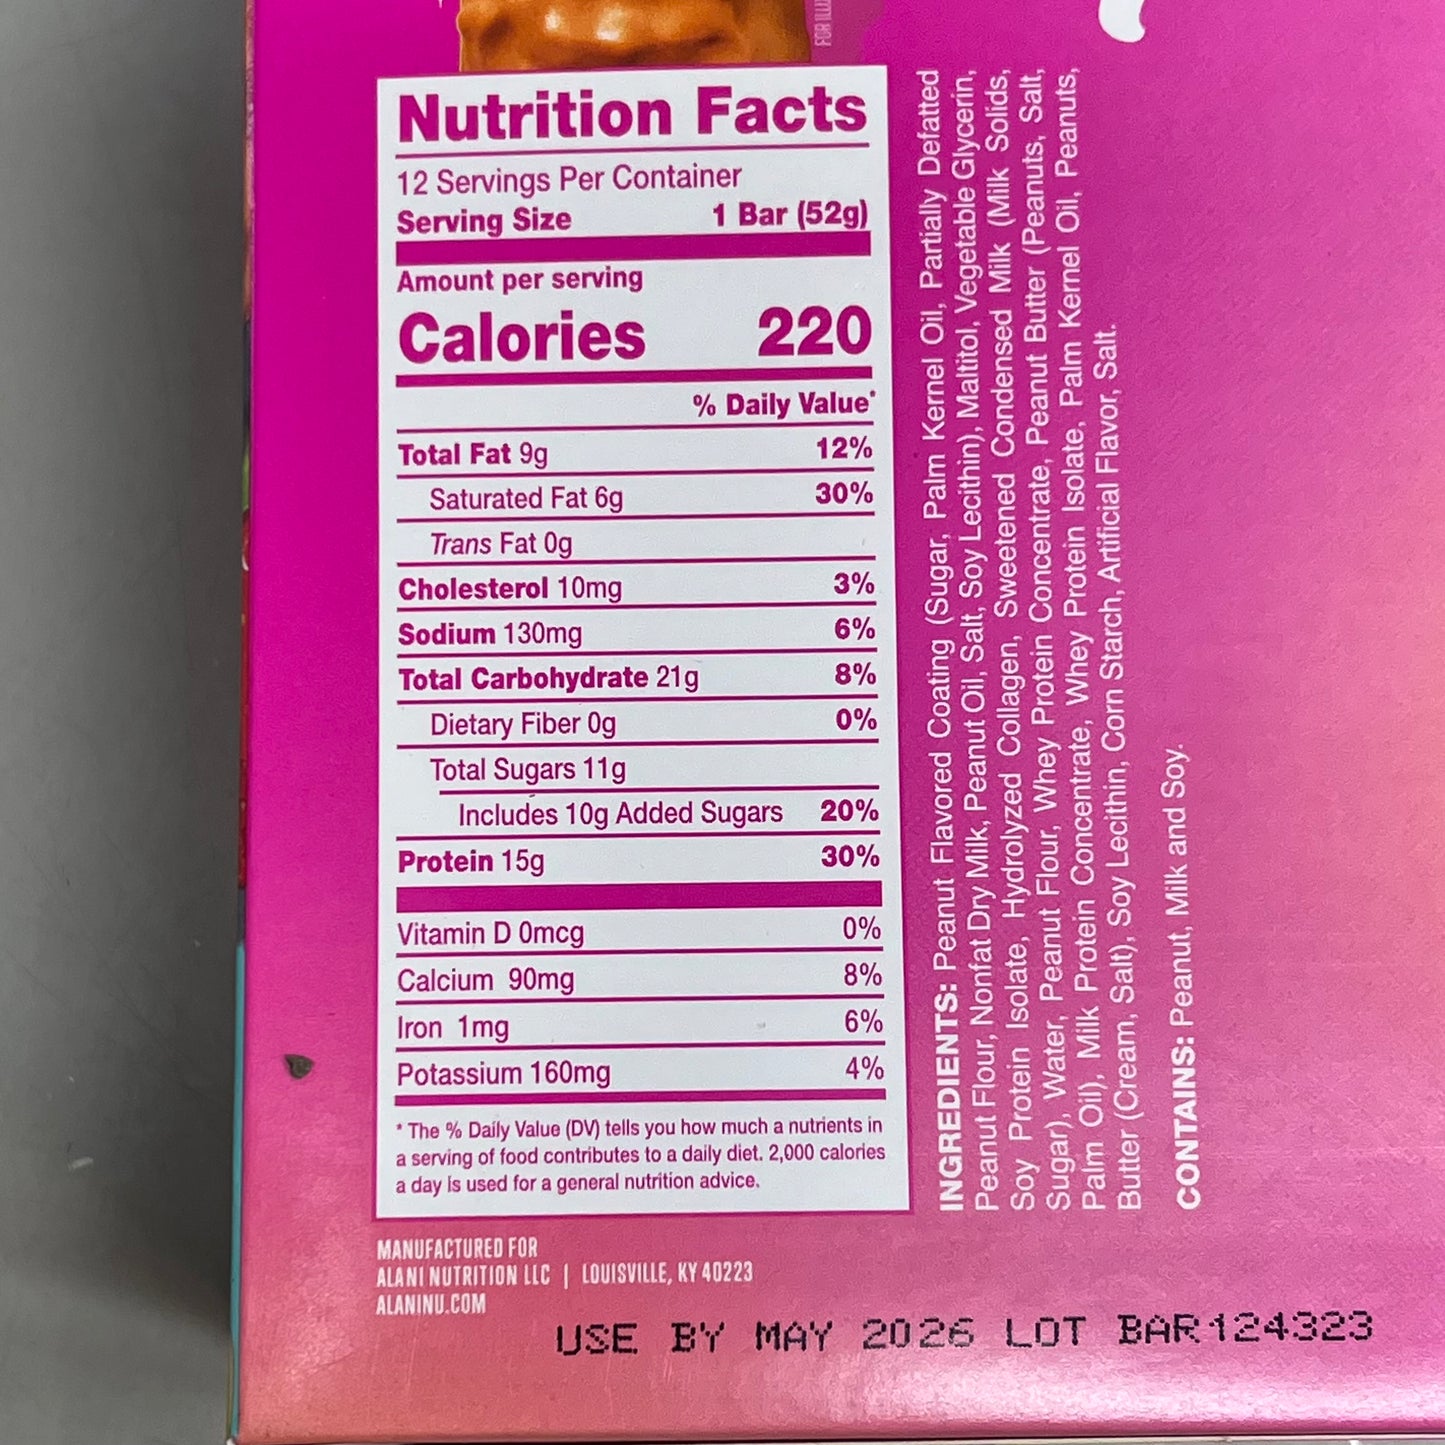 FOR ILLU
Nutrition Facts
12 Servings Per Container
Serving Size 1 Bar (52g)
Amount per serving
Calories 220
% Daily Value*
Total Fat 9g 12%
Saturated Fat 6g 30%
Trans Fat 0g
Cholesterol 10mg 3%
Sodium 130mg 6%
Total Carbohydrate 21g 8%
Dietary Fiber 0g 0%
Total Sugars 11g
Includes 10g Added Sugars 20%
Protein 15g 30%
Vitamin D 0mcg 0%
Calcium 90mg 8%
Iron 1mg 6%
Potassium 160mg 4%
* The % Daily Value (DV) tells you how much a nutrients in
a serving of food contributes to a daily diet. 2,000 calories
a day is used for a general nutrition advice.
INGREDIENTS: Peanut Flavored Coating (Sugar, Palm Kernel Oil, Partially Defatted
Peanut Flour, Nonfat Dry Milk, Peanut Oil, Salt, Soy Lecithin), Maltitol, Vegetable Glycerin,
Soy Protein Isolate, Hydrolyzed Collagen, Sweetened Condensed Milk (Milk Solids,
Sugar), Water, Peanut Flour, Whey Protein Concentrate, Peanut Butter (Peanuts, Salt,
Palm Oil), Milk Protein Concentrate, Whey Protein Isolate, Palm Kernel Oil, Peanuts,
Butter (Cream, Salt), Soy Lecithin, Corn Starch, Artificial Flavor, Salt.
CONTAINS: Peanut, Milk and Soy.
MANUFACTURED FOR
ALANI NUTRITION LLC | LOUISVILLE, KY 40223
ALANINU.COM
USE BY MAY 2026 LOT BAR124323